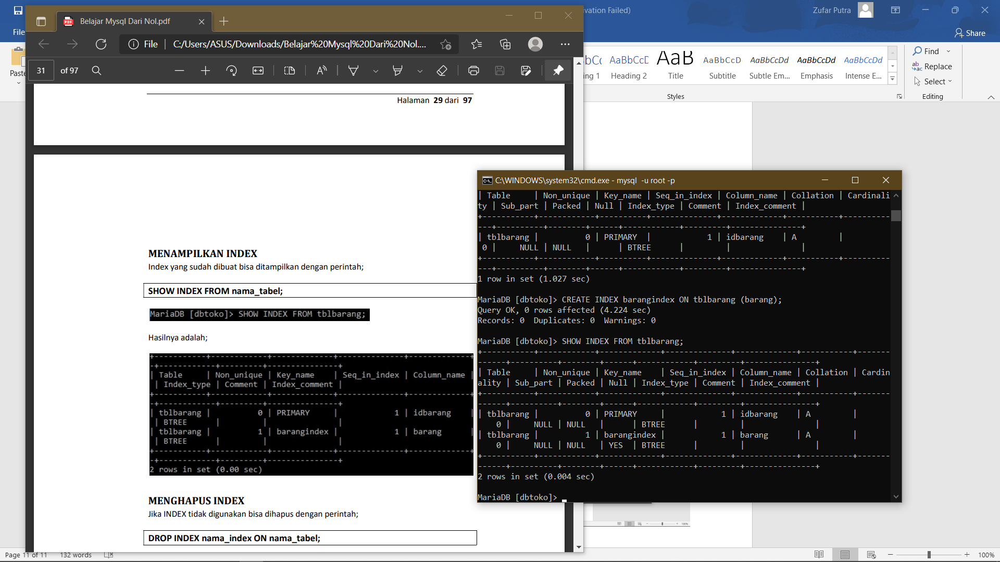 ivation Failed)
Zufar Putra
File
Share
Belajar Mysql Dari Nol.pdf
File
C:/Users/ASUS/Downloads/Belajar%20Mysql%20Dari%20Nol....
31
of 97
Paste
AaBbCc
AaB
AaBbCcD
AaBbCcDd
AaBbCcDd
AaBbCcDd
ing 1
Heading 2
Title
Subtitle
Subtle Em...
Emphasis
Intense E...
Styles
Find
Replace
Select
Editing
Halaman 29 dari 97
MENAMPILKAN INDEX
Index yang sudah dibuat bisa ditampilkan dengan perintah;
SHOW INDEX FROM nama_tabel;
MariaDB [dbtoko]> SHOW INDEX FROM tblbarang;
Hasilnya adalah;
| Table | Non_unique | Key_name | Seq_in_index | Column_name |
| Index_type | Comment | Index_comment |
| tblbarang | 0 | PRIMARY | 1 | idbarang |
| BTREE | | |
| tblbarang | 1 | barangindex | 1 | barang |
| BTREE | | |
2 rows in set (0.00 sec)
MENGHAPUS INDEX
Jika INDEX tidak digunakan bisa dihapus dengan perintah;
DROP INDEX nama_index ON nama_tabel;
C:\WINDOWS\system32\cmd.exe - mysql -u root -p
| Table | Non_unique | Key_name | Seq_in_index | Column_name | Collation | Cardinali
ty | Sub_part | Packed | Null | Index_type | Comment | Index_comment |
| tblbarang | 0 | PRIMARY | 1 | idbarang | A |
0 | NULL | NULL | | BTREE | | |
1 row in set (1.027 sec)
MariaDB [dbtoko]> CREATE INDEX barangindex ON tblbarang (barang);
Query OK, 0 rows affected (4.224 sec)
Records: 0 Duplicates: 0 Warnings: 0
MariaDB [dbtoko]> SHOW INDEX FROM tblbarang;
| Table | Non_unique | Key_name | Seq_in_index | Column_name | Collation | Cardin
ality | Sub_part | Packed | Null | Index_type | Comment | Index_comment |
| tblbarang | 0 | PRIMARY | 1 | idbarang | A |
0 | NULL | NULL | | BTREE | | |
| tblbarang | 1 | barangindex | 1 | barang | A |
0 | NULL | NULL | YES | BTREE | | |
2 rows in set (0.004 sec)
MariaDB [dbtoko]>
Page 11 of 11
132 words
100%